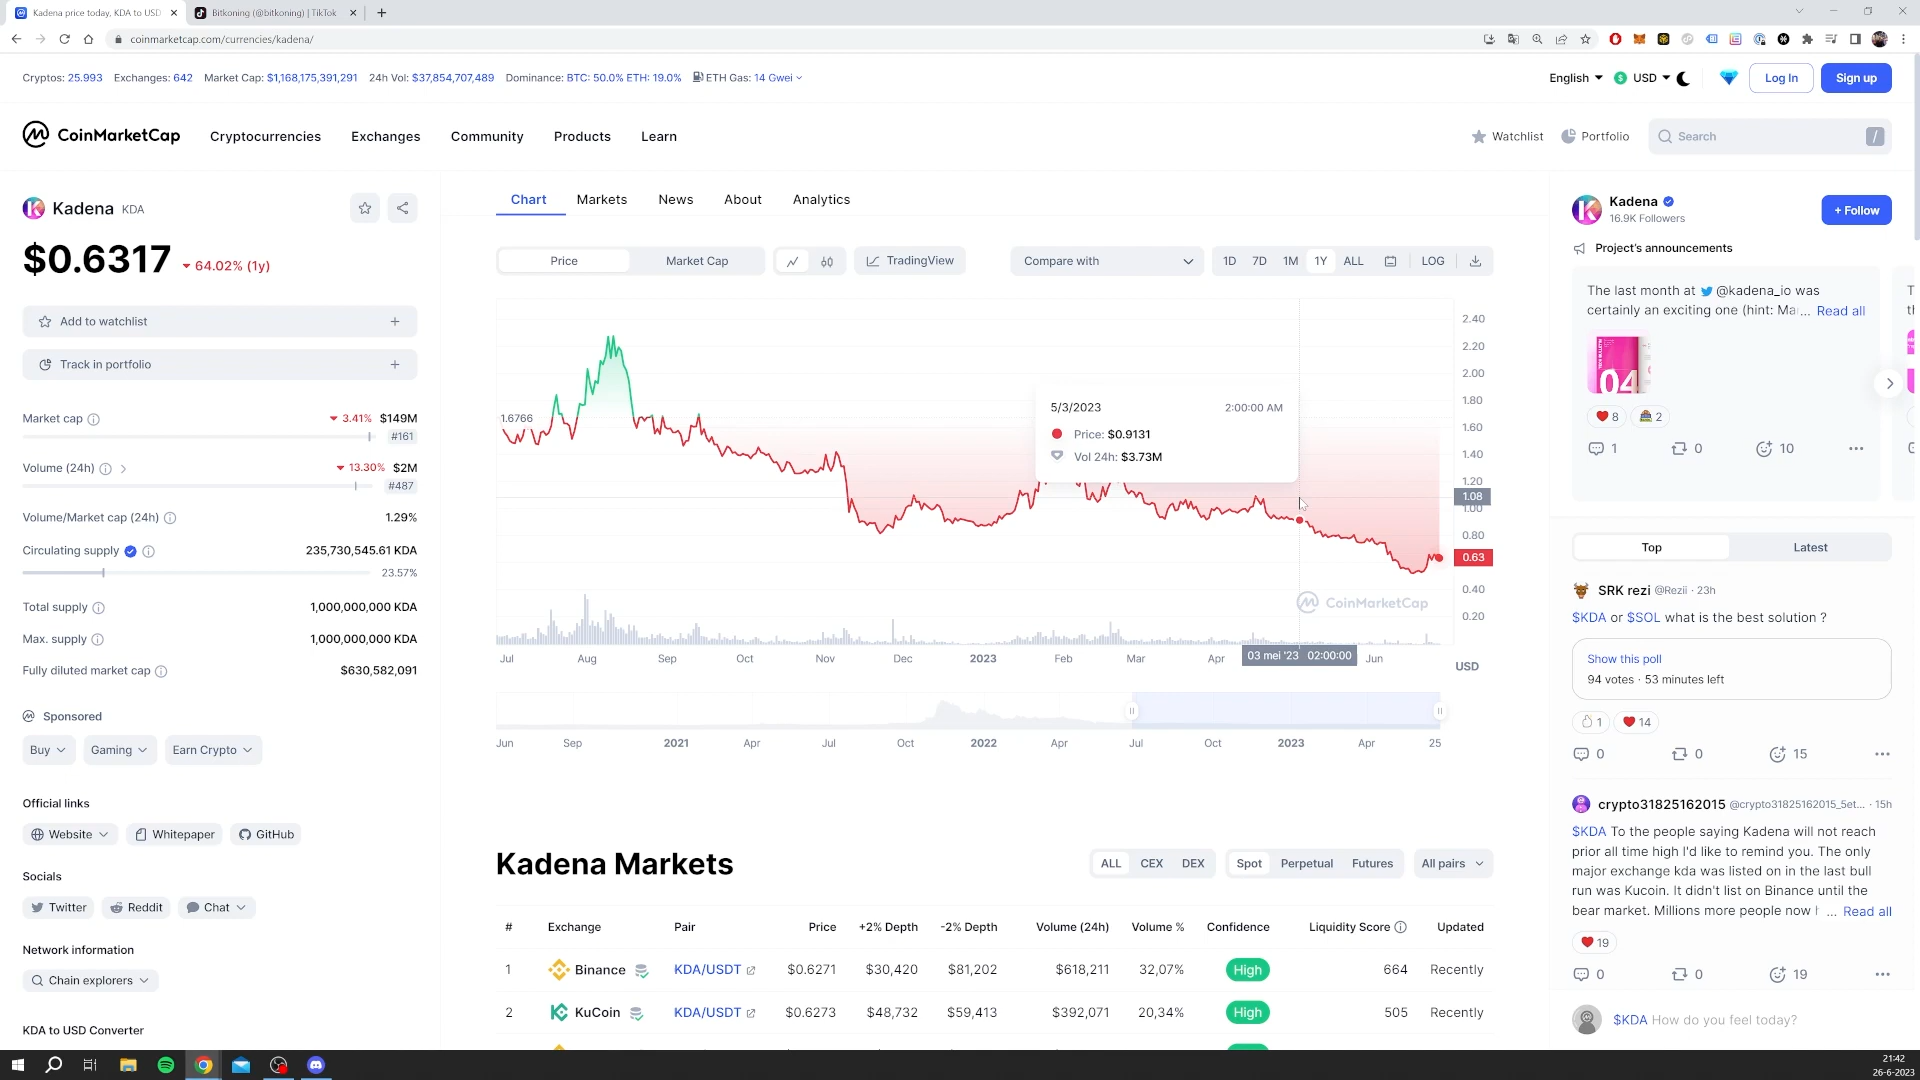 Kadena price today, KDA to USD
Bitkoning (@bitkoning) | TikTok
coinmarketcap.com/currencies/kadena/
Cryptos: 25.993 Exchanges: 642 Market Cap: $1,168,175,391,291 24h Vol: $37,854,707,489 Dominance: BTC: 50.0% ETH: 19.0% ETH Gas: 14 Gwei
English USD Log In Sign up
CoinMarketCap Cryptocurrencies Exchanges Community Products Learn
Watchlist Portfolio Search /
Kadena KDA
$0.6317 64.02% (1y)
Add to watchlist
Track in portfolio
Market cap 3.41% $149M
#161
Volume (24h) 13.30% $2M
#487
Volume/Market cap (24h) 1.29%
Circulating supply 235,730,545.61 KDA
23.57%
Total supply 1,000,000,000 KDA
Max. supply 1,000,000,000 KDA
Fully diluted market cap $630,582,091
Sponsored
Buy Gaming Earn Crypto
Official links
Website Whitepaper GitHub
Socials
Twitter Reddit Chat
Network information
Chain explorers
KDA to USD Converter
Chart Markets News About Analytics
Price Market Cap TradingView Compare with 1D 7D 1M 1Y ALL LOG
1.6766
2.40
2.20
2.00
1.80
1.60
1.40
1.20
1.08
1.00
0.80
0.63
0.40
0.20
5/3/2023 2:00:00 AM
Price: $0.9131
Vol 24h: $3.73M
CoinMarketCap
Jul Aug Sep Oct Nov Dec 2023 Feb Mar Apr 03 mei '23 02:00:00 Jun
USD
Jun Sep 2021 Apr Jul Oct 2022 Apr Jul Oct 2023 Apr 25
Kadena Markets
ALL CEX DEX Spot Perpetual Futures All pairs
# Exchange Pair Price +2% Depth -2% Depth Volume (24h) Volume % Confidence Liquidity Score Updated
1 Binance KDA/USDT $0.6271 $30,420 $81,202 $618,211 32,07% High 664 Recently
2 KuCoin KDA/USDT $0.6273 $48,732 $59,413 $392,071 20,34% High 505 Recently
Kadena
16.9K Followers
+ Follow
Project's announcements
The last month at @kadena_io was
certainly an exciting one (hint: Ma... Read all
04
8 2
1 0 10
Top Latest
SRK rezi @Rezii · 23h
$KDA or $SOL what is the best solution ?
Show this poll
94 votes · 53 minutes left
1 14
0 0 15
crypto31825162015 @crypto31825162015_5et... · 15h
$KDA To the people saying Kadena will not reach
prior all time high I'd like to remind you. The only
major exchange kda was listed on in the last bull
run was Kucoin. It didn't list on Binance until the
bear market. Millions more people now ... Read all
19
0 0 19
$KDA How do you feel today?
21:42
26-6-2023